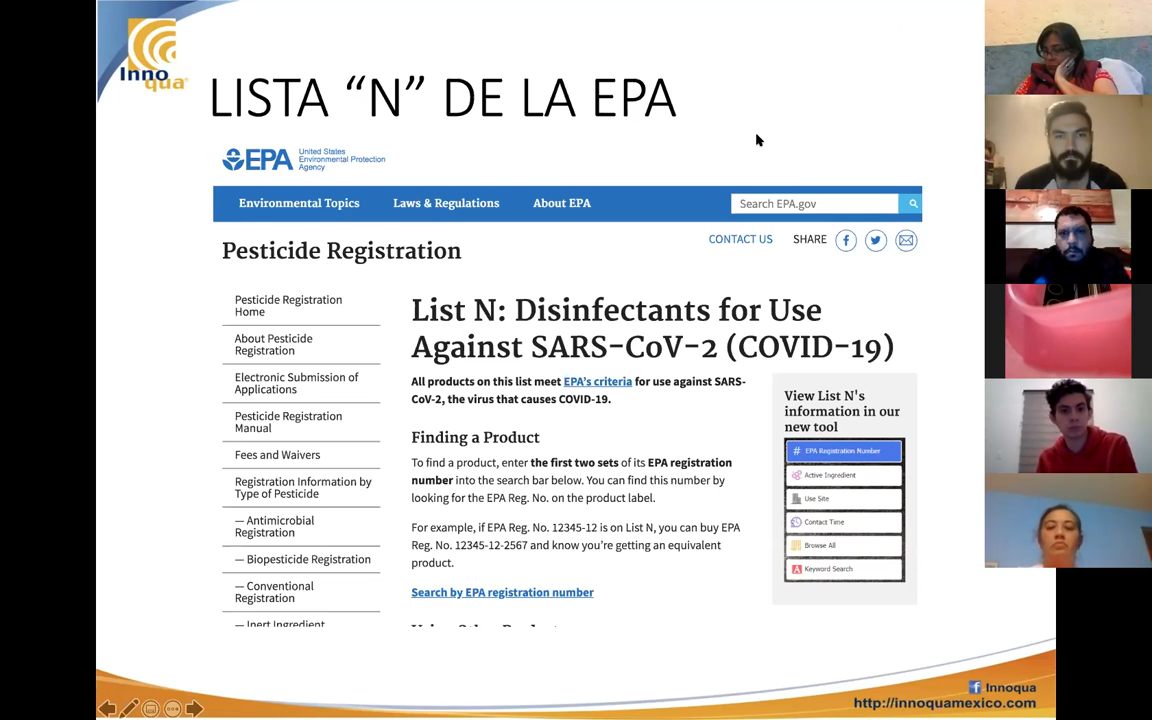 Inno
qua®
LISTA “N” DE LA EPA
EPA
United States
Environmental Protection
Agency
Environmental Topics
Laws & Regulations
About EPA
Search EPA.gov
CONTACT US
SHARE
Pesticide Registration
Pesticide Registration
Home
About Pesticide
Registration
Electronic Submission of
Applications
Pesticide Registration
Manual
Fees and Waivers
Registration Information by
Type of Pesticide
— Antimicrobial
Registration
— Biopesticide Registration
— Conventional
Registration
— Inert Ingredient
List N: Disinfectants for Use
Against SARS-CoV-2 (COVID-19)
All products on this list meet EPA's criteria for use against SARS-
CoV-2, the virus that causes COVID-19.
Finding a Product
To find a product, enter the first two sets of its EPA registration
number into the search bar below. You can find this number by
looking for the EPA Reg. No. on the product label.
For example, if EPA Reg. No. 12345-12 is on List N, you can buy EPA
Reg. No. 12345-12-2567 and know you're getting an equivalent
product.
Search by EPA registration number
View List N's
information in our
new tool
# EPA Registration Number
Active Ingredient
Use Site
Contact Time
Browse All
A Keyword Search
Innoqua
http://innoquamexico.com